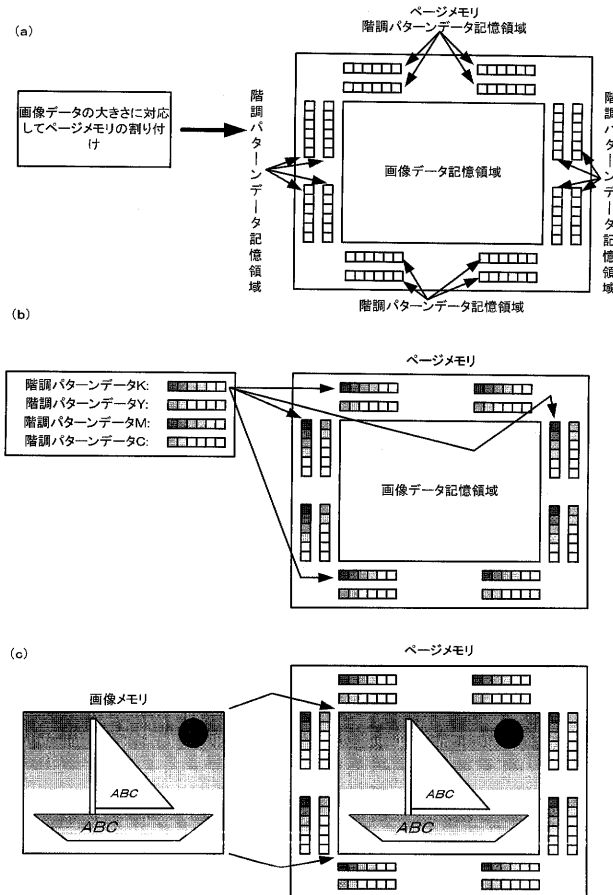 (a)
ページメモリ
階調パターンデータ記憶領域
画像データの大きさに対応
してページメモリの割り付
け
階調パターンデータ記憶領域
画像データ記憶領域
階調パターンデータ記憶領域
階調パターンデータ記憶領域
(b)
ページメモリ
階調パターンデータK:
階調パターンデータY:
階調パターンデータM:
階調パターンデータC:
画像データ記憶領域
(c)
ページメモリ
画像メモリ
ABC
ABC
ABC
ABC